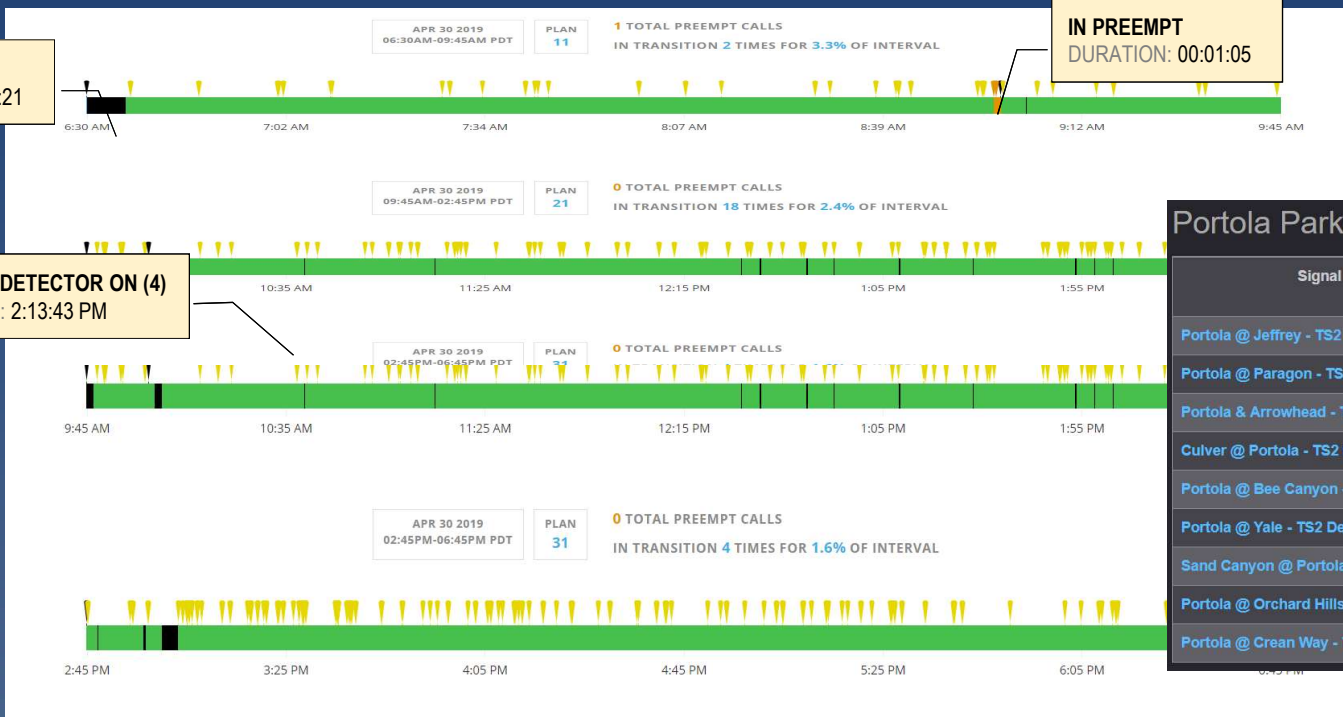 APR 30 2019
06:30AM-09:45AM PDT
PLAN
11
1 TOTAL PREEMPT CALLS
IN TRANSITION 2 TIMES FOR 3.3% OF INTERVAL
IN PREEMPT
DURATION: 00:01:05
:21
6:30 AM 7:02 AM 7:34 AM 8:07 AM 8:39 AM 9:12 AM 9:45 AM
APR 30 2019
09:45AM-02:45PM PDT
PLAN
21
0 TOTAL PREEMPT CALLS
IN TRANSITION 18 TIMES FOR 2.4% OF INTERVAL
DETECTOR ON (4)
: 2:13:43 PM
10:35 AM 11:25 AM 12:15 PM 1:05 PM 1:55 PM
APR 30 2019
02:45PM-06:45PM PDT
PLAN
31
0 TOTAL PREEMPT CALLS
9:45 AM 10:35 AM 11:25 AM 12:15 PM 1:05 PM 1:55 PM
APR 30 2019
02:45PM-06:45PM PDT
PLAN
31
0 TOTAL PREEMPT CALLS
IN TRANSITION 4 TIMES FOR 1.6% OF INTERVAL
2:45 PM 3:25 PM 4:05 PM 4:45 PM 5:25 PM 6:05 PM
Portola Park
Signal
Portola @ Jeffrey - TS2
Portola @ Paragon - TS
Portola & Arrowhead -
Culver @ Portola - TS2
Portola @ Bee Canyon
Portola @ Yale - TS2 De
Sand Canyon @ Portola
Portola @ Orchard Hills
Portola @ Crean Way -